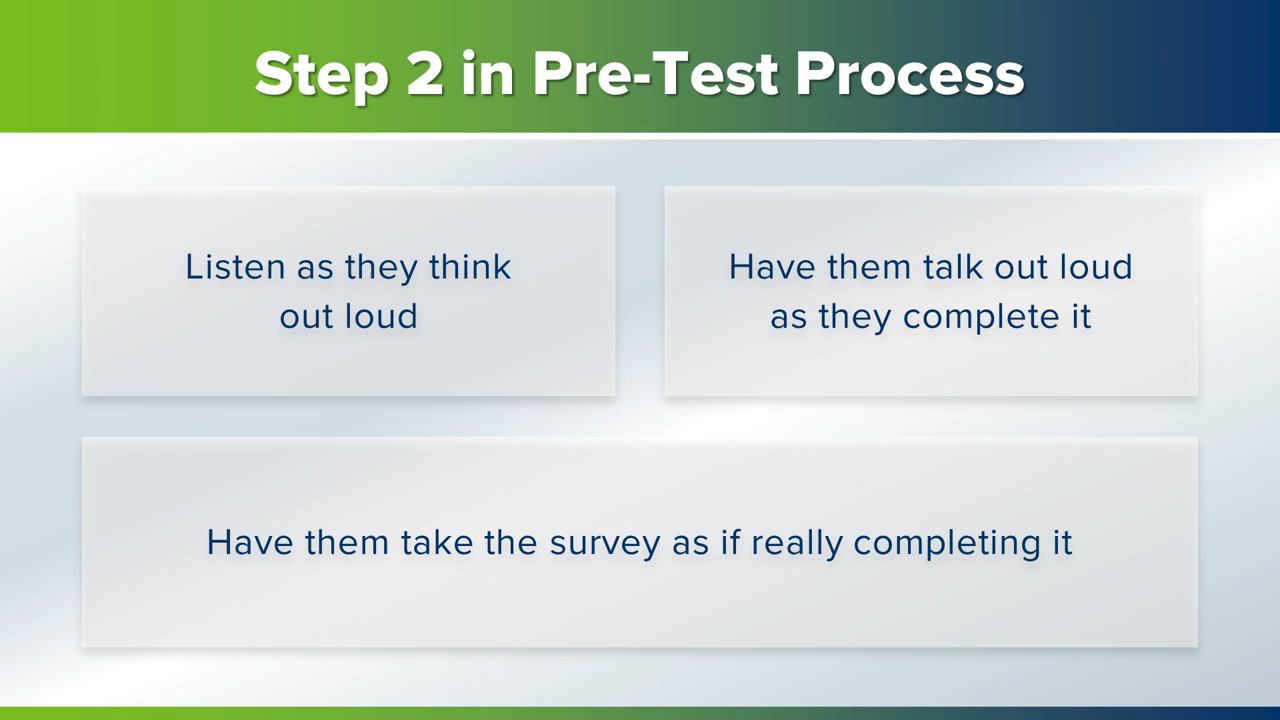 Step 2 in Pre-Test Process
Listen as they think
out loud
Have them talk out loud
as they complete it
Have them take the survey as if really completing it